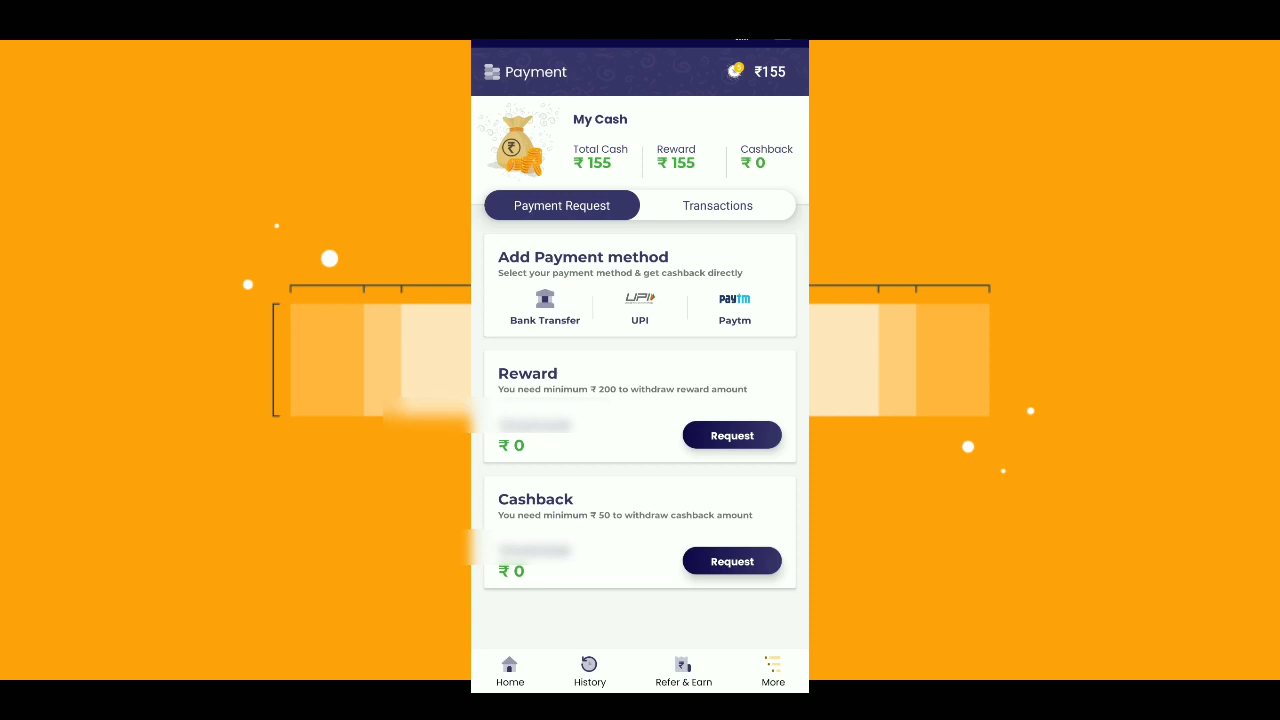 Payment
₹155
My Cash
Total Cash Reward Cashback
₹ 155 ₹ 155 ₹ 0
Payment Request Transactions
Add Payment method
Select your payment method & get cashback directly
UPI paytm
Bank Transfer UPI Paytm
Reward
You need minimum ₹ 200 to withdraw reward amount
₹ 0
Request
Cashback
You need minimum ₹ 50 to withdraw cashback amount
₹ 0
Request
Home History Refer & Earn More